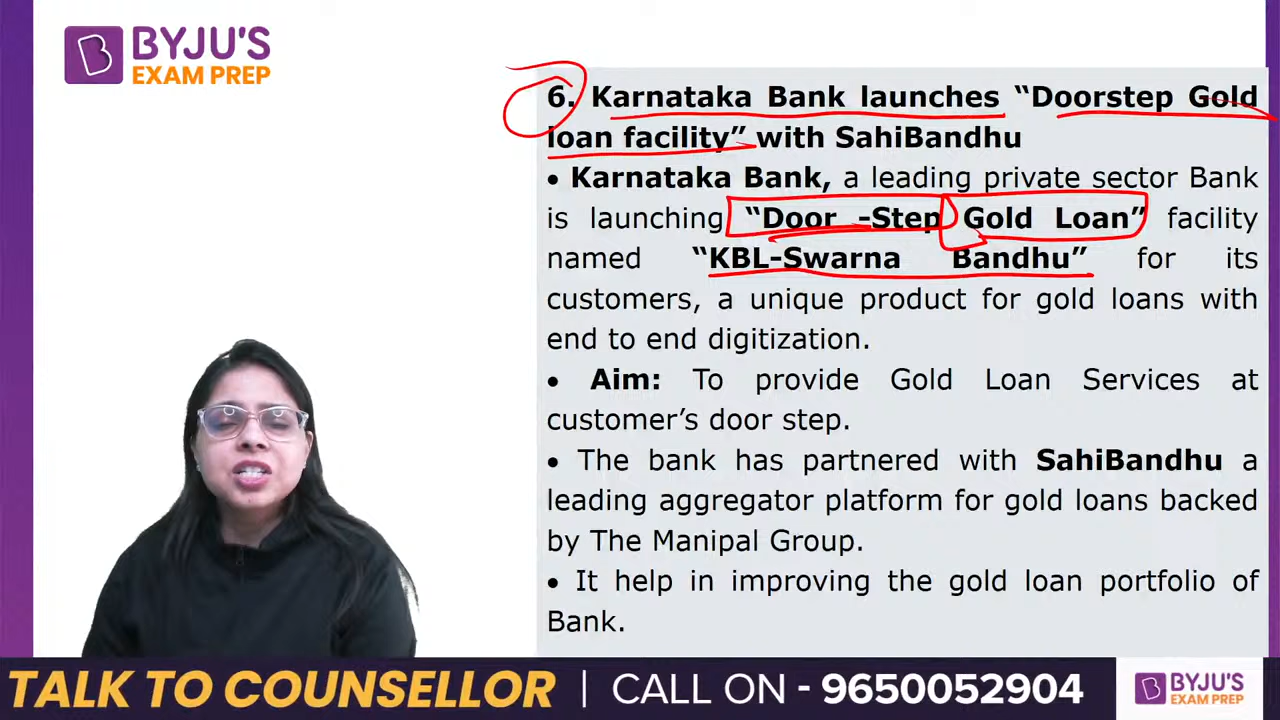 BYJU'S
EXAM PREP
6. Karnataka Bank launches “Doorstep Gold
loan facility” with SahiBandhu
• Karnataka Bank, a leading private sector Bank
is launching “Door -Step Gold Loan” facility
named “KBL-Swarna Bandhu” for its
customers, a unique product for gold loans with
end to end digitization.
• Aim: To provide Gold Loan Services at
customer’s door step.
• The bank has partnered with SahiBandhu a
leading aggregator platform for gold loans backed
by The Manipal Group.
• It help in improving the gold loan portfolio of
Bank.
TALK TO COUNSELLOR | CALL ON - 9650052904
BYJU'S
EXAM PREP